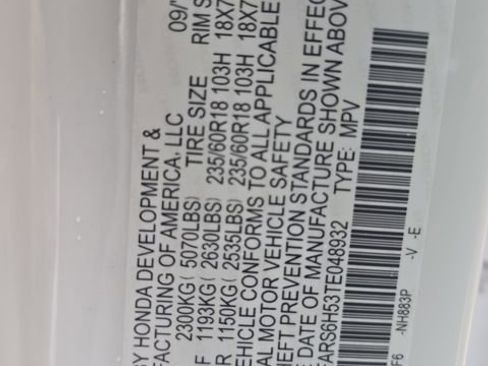 BY HONDA DEVELOPMENT &
FACTURING OF AMERICA, LLC 09/
2300KG( 5070LBS) TIRE SIZE RIM S
F 1193KG( 2630LBS) 235/60R18 103H 18X7
R 1150KG( 2535LBS) 235/60R18 103H 18X7
EHICLE CONFORMS TO ALL APPLICABLE
AL MOTOR VEHICLE SAFETY
HEFT PREVENTION STANDARDS IN EFFEC
E DATE OF MANUFACTURE SHOWN ABOV
FARS6H53TE048932 TYPE: MPV
F6 -NH883P -V -E